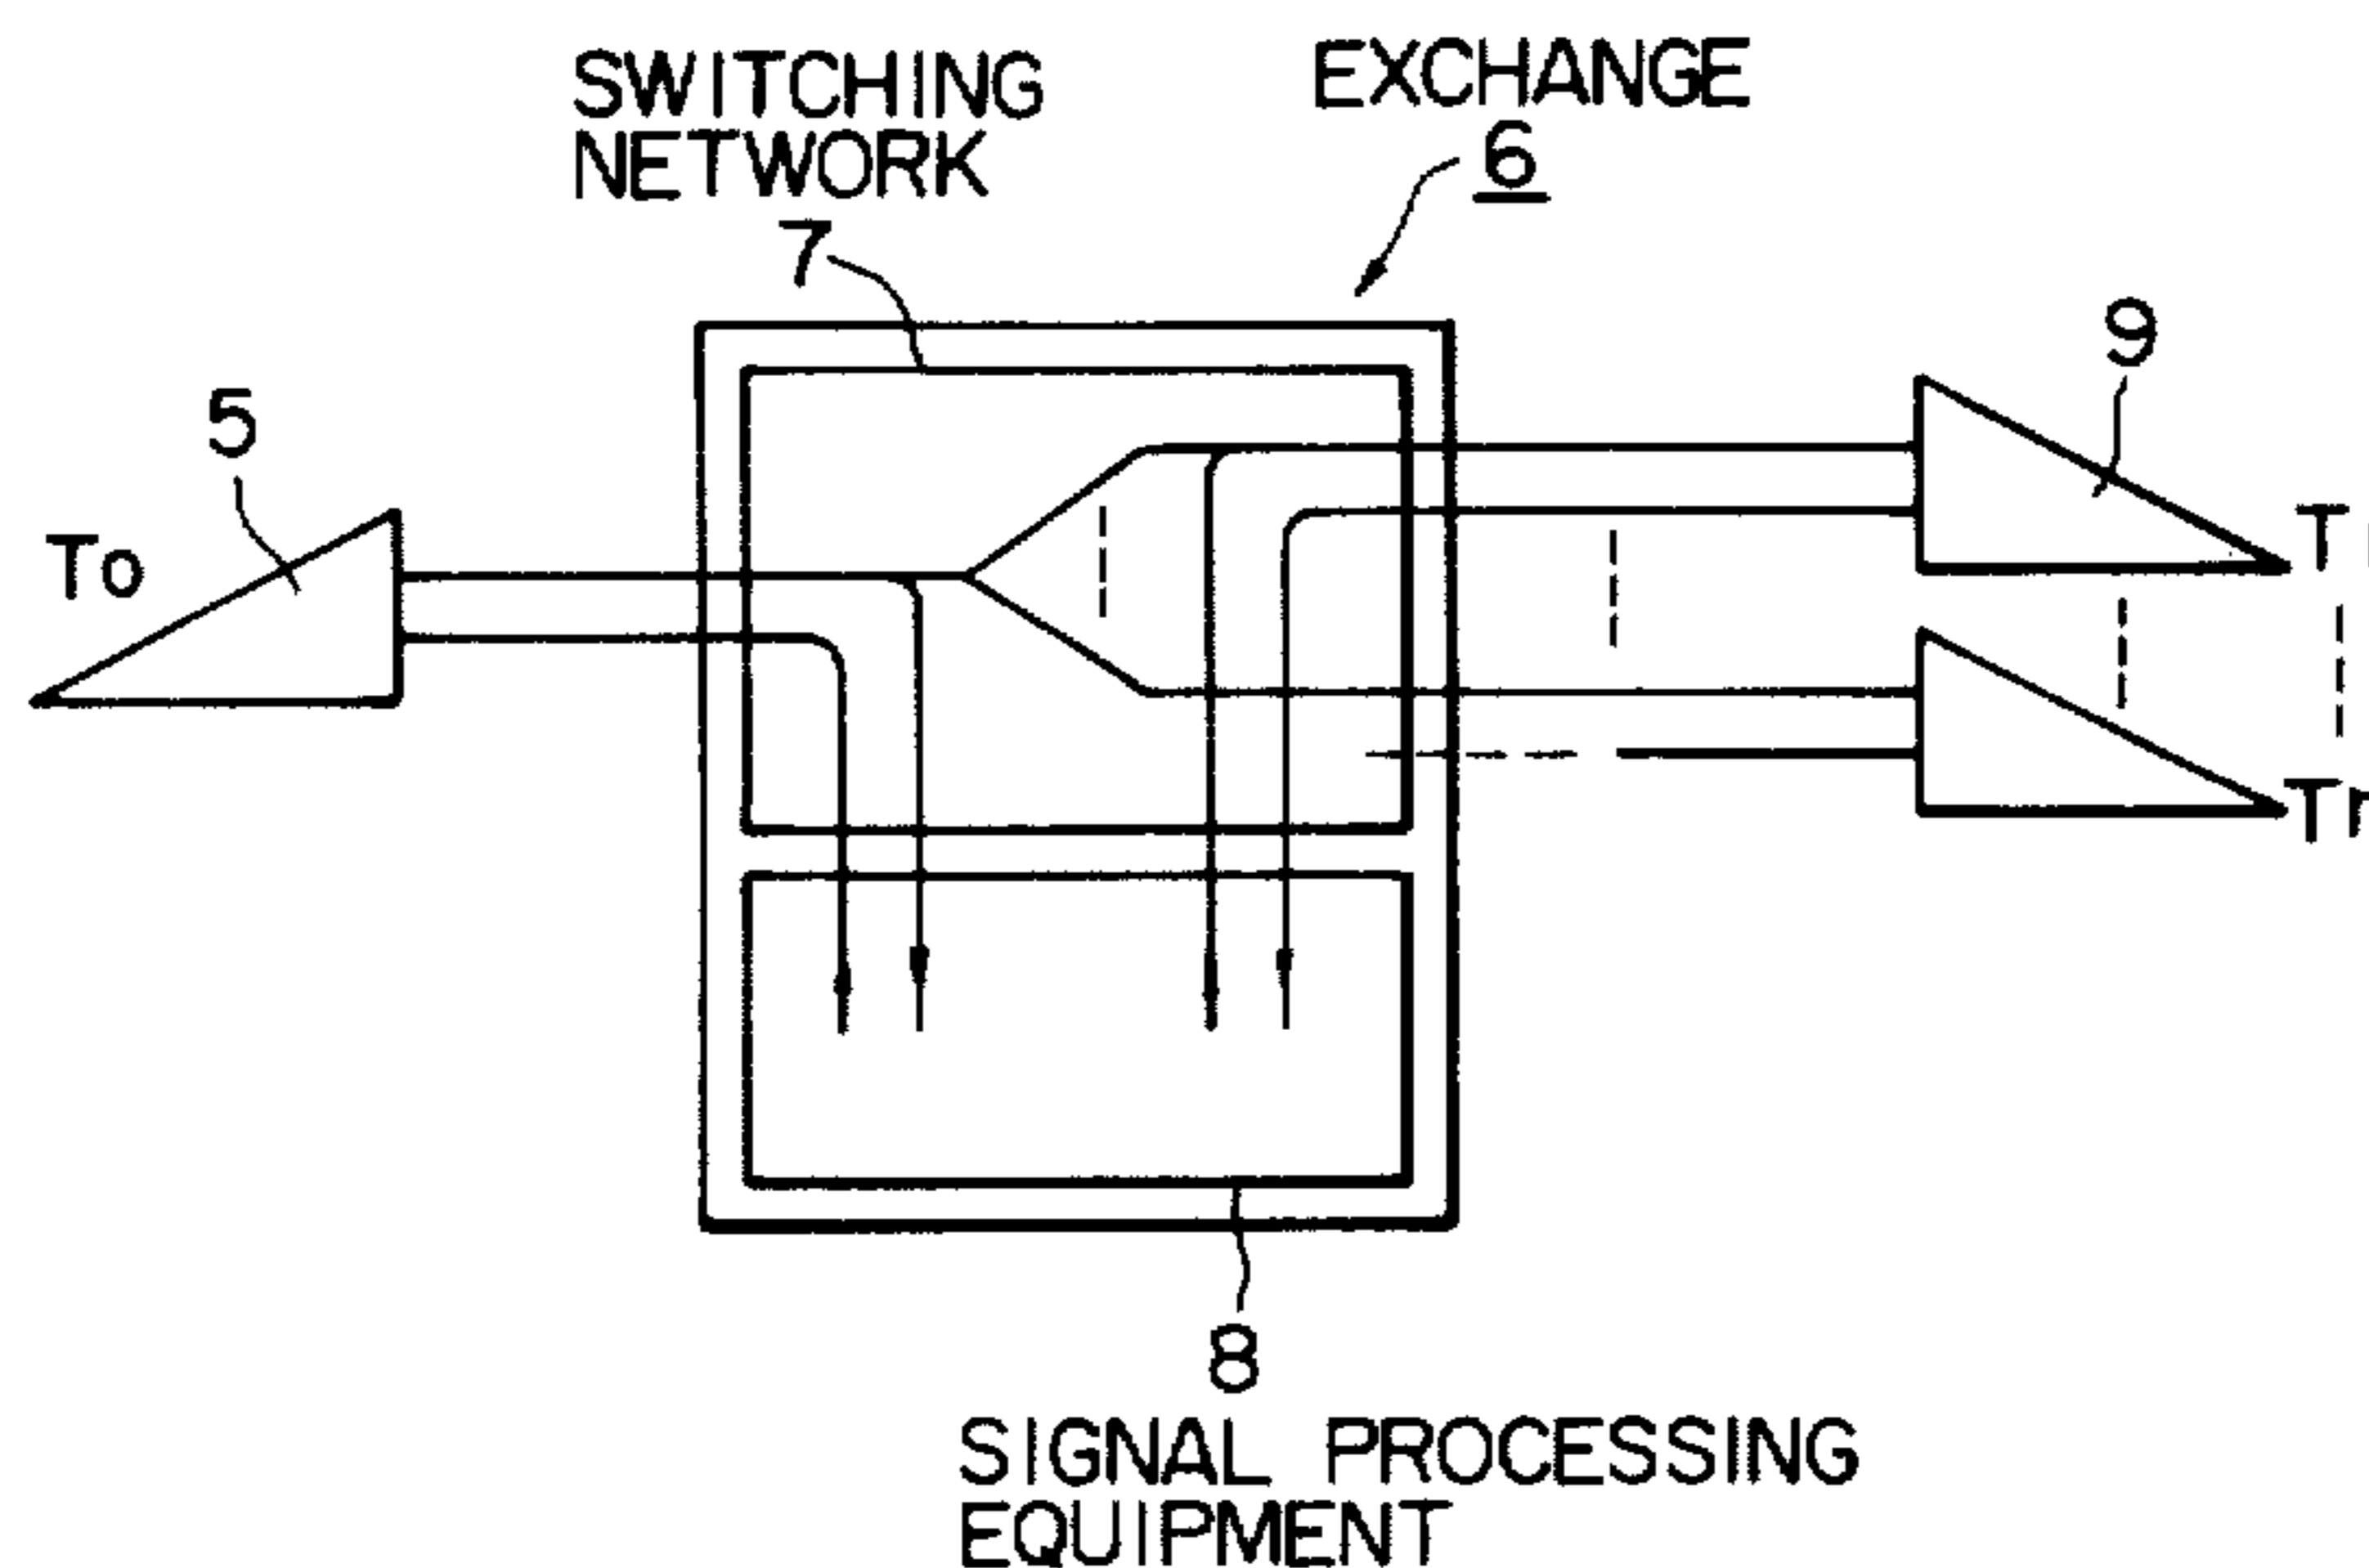 SWITCHING
NETWORK
7
EXCHANGE
6
5
To
9
8
SIGNAL PROCESSING
EQUIPMENT